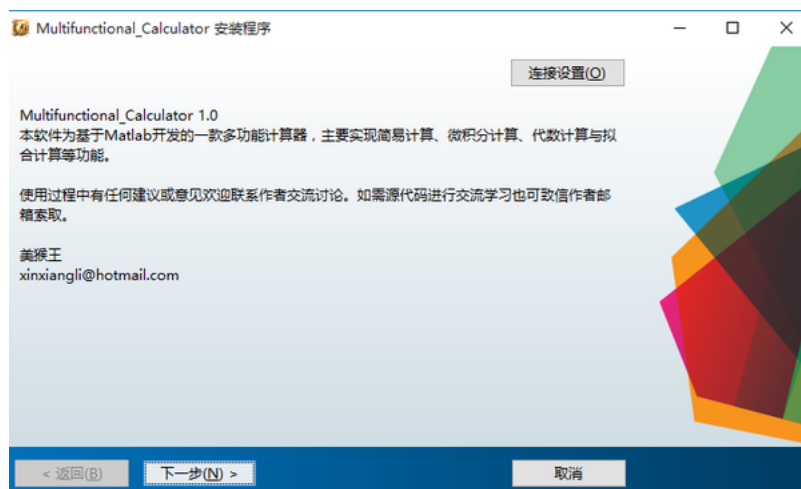 Multifunctional_Calculator 安装程序
连接设置(O)
Multifunctional_Calculator 1.0
本软件为基于Matlab开发的一款多功能计算器，主要实现简易计算、微积分计算、代数计算与拟
合计算等功能。
使用过程中有任何建议或意见欢迎联系作者交流讨论。如需源代码进行交流学习也可致信作者邮
箱索取。
美猴王
xinxiangli@hotmail.com
< 返回(B)
下一步(N) >
取消